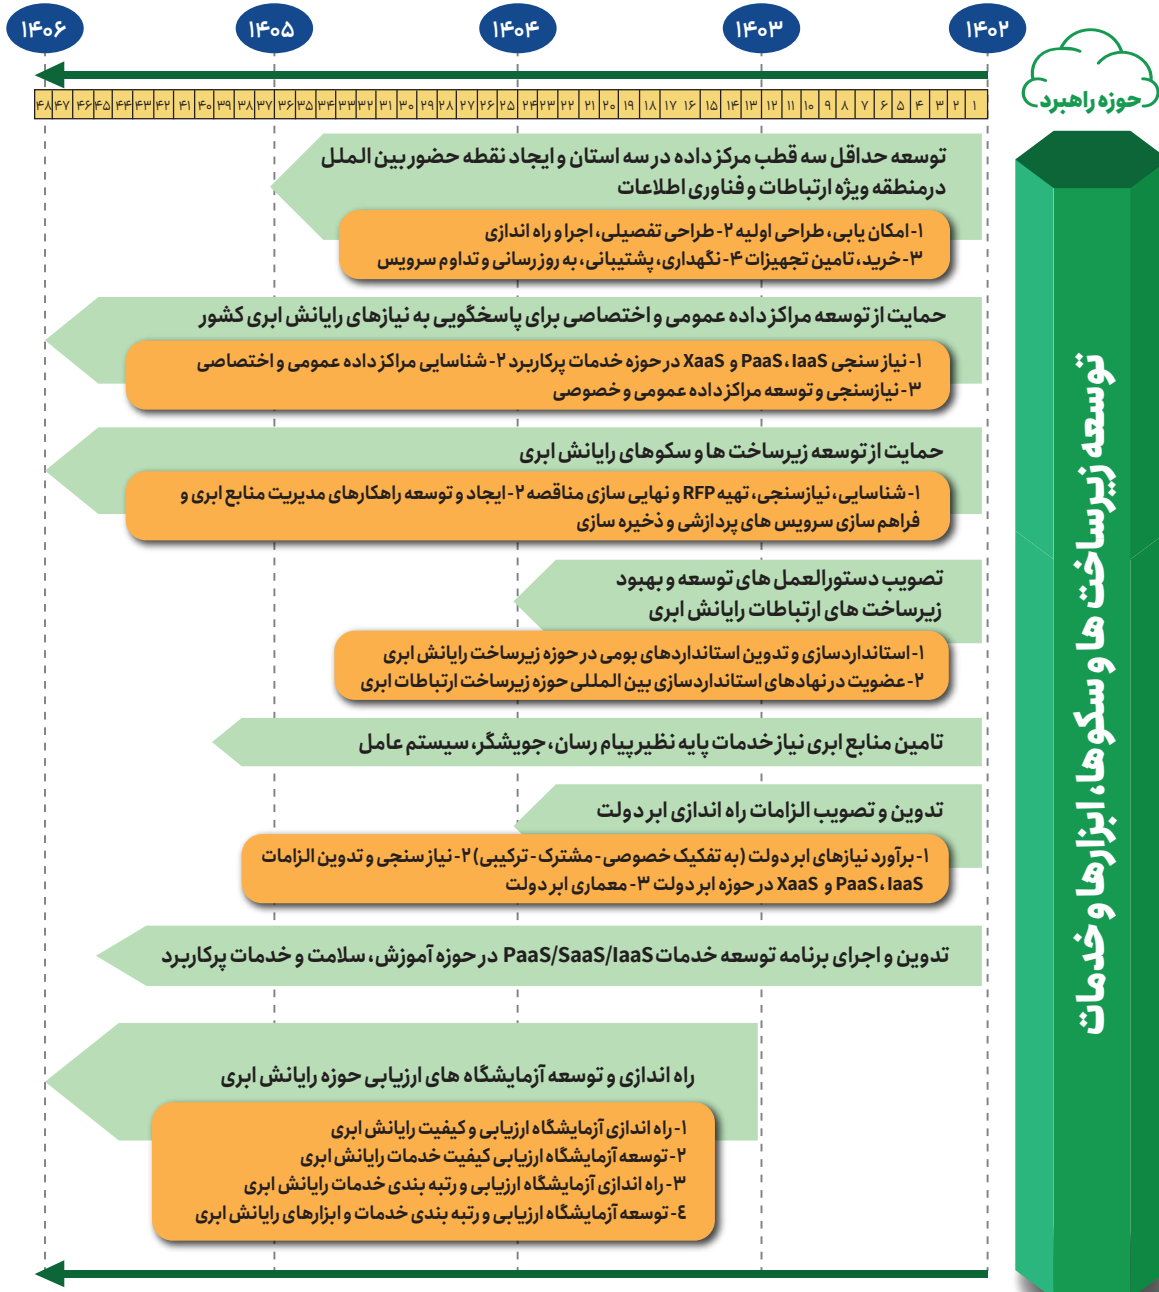 ۱۴۰۲ ۱۴۰۳ ۱۴۰۴ ۱۴۰۵ ۱۴۰۶
حوزه راهبرد
۱ ۲ ۳ ۴ ۵ ۶ ۷ ۸ ۹ ۱۰ ۱۱ ۱۲ ۱۳ ۱۴ ۱۵ ۱۶ ۱۷ ۱۸ ۱۹ ۲۰ ۲۱ ۲۲ ۲۳ ۲۴ ۲۵ ۲۶ ۲۷ ۲۸ ۲۹ ۳۰ ۳۱ ۳۲ ۳۳ ۳۴ ۳۵ ۳۶ ۳۷ ۳۸ ۳۹ ۴۰ ۴۱ ۴۲ ۴۳ ۴۴ ۴۵ ۴۶ ۴۷ ۴۸
توسعه زیرساخت ها و سکوها، ابزارها و خدمات
توسعه حداقل سه قطب مرکز داده در سه استان و ایجاد نقطه حضور بین الملل
درمنطقه ویژه ارتباطات و فناوری اطلاعات
۱- امکان یابی، طراحی اولیه ۲- طراحی تفصیلی، اجرا و راه اندازی
۳- خرید، تامین تجهیزات ۴- نگهداری، پشتیبانی، به روز رسانی و تداوم سرویس
حمایت از توسعه مراکز داده عمومی و اختصاصی برای پاسخگویی به نیازهای رایانش ابری کشور
۱- نیاز سنجی PaaS، IaaS و XaaS در حوزه خدمات پرکاربرد ۲- شناسایی مراکز داده عمومی و اختصاصی
۳- نیازسنجی و توسعه مراکز داده عمومی و خصوصی
حمایت از توسعه زیرساخت ها و سکوهای رایانش ابری
۱- شناسایی، نیازسنجی، تهیه RFP و نهایی سازی مناقصه ۲- ایجاد و توسعه راهکارهای مدیریت منابع ابری و
فراهم سازی سرویس های پردازشی و ذخیره سازی
تصویب دستورالعمل های توسعه و بهبود
زیرساخت های ارتباطات رایانش ابری
۱- استانداردسازی و تدوین استانداردهای بومی در حوزه زیرساخت رایانش ابری
۲- عضویت در نهادهای استانداردسازی بین المللی حوزه زیرساخت ارتباطات ابری
تامین منابع ابری نیاز خدمات پایه نظیر پیام رسان، جویشگر، سیستم عامل
تدوین و تصویب الزامات راه اندازی ابر دولت
۱- برآورد نیازهای ابر دولت (به تفکیک خصوصی - مشترک - ترکیبی) ۲- نیاز سنجی و تدوین الزامات
PaaS، IaaS و XaaS در حوزه ابر دولت ۳- معماری ابر دولت
تدوین و اجرای برنامه توسعه خدمات PaaS/SaaS/IaaS در حوزه آموزش، سلامت و خدمات پرکاربرد
راه اندازی و توسعه آزمایشگاه های ارزیابی حوزه رایانش ابری
۱- راه اندازی آزمایشگاه ارزیابی و کیفیت رایانش ابری
۲- توسعه آزمایشگاه ارزیابی کیفیت خدمات رایانش ابری
۳- راه اندازی آزمایشگاه ارزیابی و رتبه بندی خدمات رایانش ابری
٤- توسعه آزمایشگاه ارزیابی و رتبه بندی خدمات و ابزارهای رایانش ابری